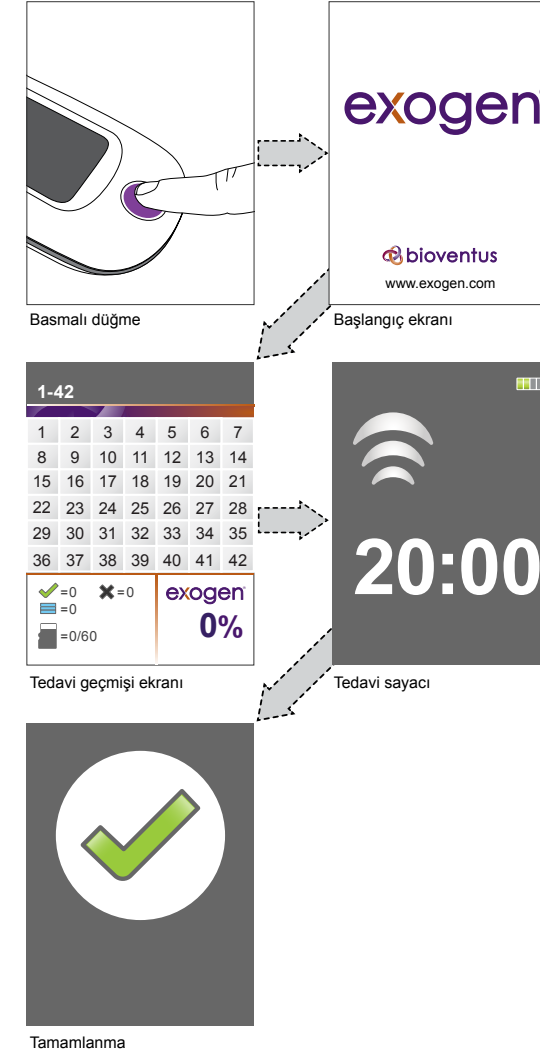 exogen
bioventus
www.exogen.com
Basmalı düğme
Başlangıç ekranı
1-42
1 2 3 4 5 6 7
8 9 10 11 12 13 14
15 16 17 18 19 20 21
22 23 24 25 26 27 28
29 30 31 32 33 34 35
36 37 38 39 40 41 42
=0 =0
=0
=0/60
exogen
0%
20:00
Tedavi geçmişi ekranı
Tedavi sayacı
Tamamlanma